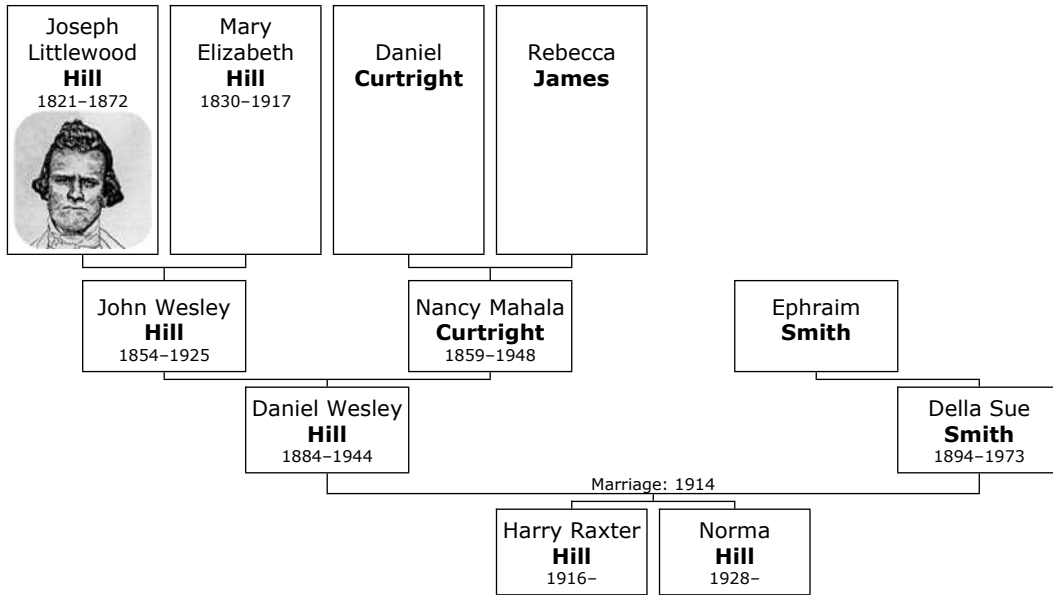 Joseph
Littlewood
Hill
1821–1872
Mary
Elizabeth
Hill
1830–1917
Daniel
Curtright
Rebecca
James
John Wesley
Hill
1854–1925
Nancy Mahala
Curtright
1859–1948
Ephraim
Smith
Daniel Wesley
Hill
1884–1944
Della Sue
Smith
1894–1973
Marriage: 1914
Harry Raxter
Hill
1916–
Norma
Hill
1928–